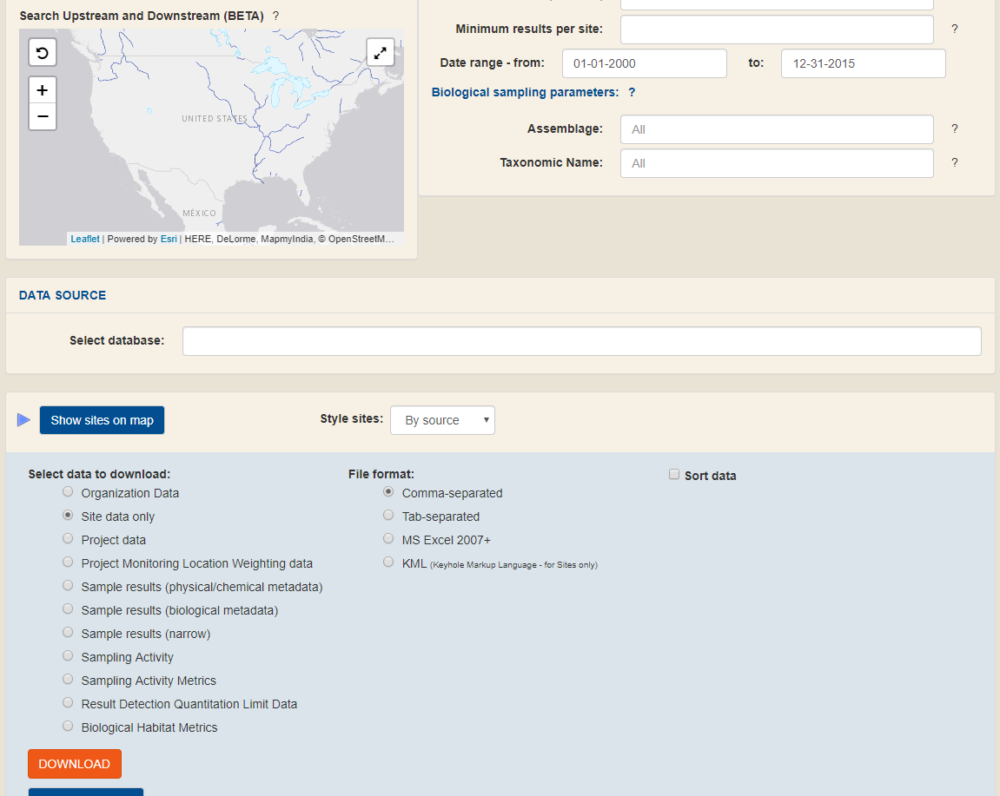 Search Upstream and Downstream (BETA) ?
UNITED STATES
MÉXICO
Leaflet | Powered by Esri | HERE, DeLorme, MapmyIndia, © OpenStreetM...
Minimum results per site: ?
Date range - from: 01-01-2000 to: 12-31-2015
Biological sampling parameters: ?
Assemblage: All ?
Taxonomic Name: All ?
DATA SOURCE
Select database:
Show sites on map
Style sites: By source
Select data to download:
Organization Data
Site data only
Project data
Project Monitoring Location Weighting data
Sample results (physical/chemical metadata)
Sample results (biological metadata)
Sample results (narrow)
Sampling Activity
Sampling Activity Metrics
Result Detection Quantitation Limit Data
Biological Habitat Metrics
File format:
Comma-separated
Tab-separated
MS Excel 2007+
KML (Keyhole Markup Language - for Sites only)
Sort data
DOWNLOAD